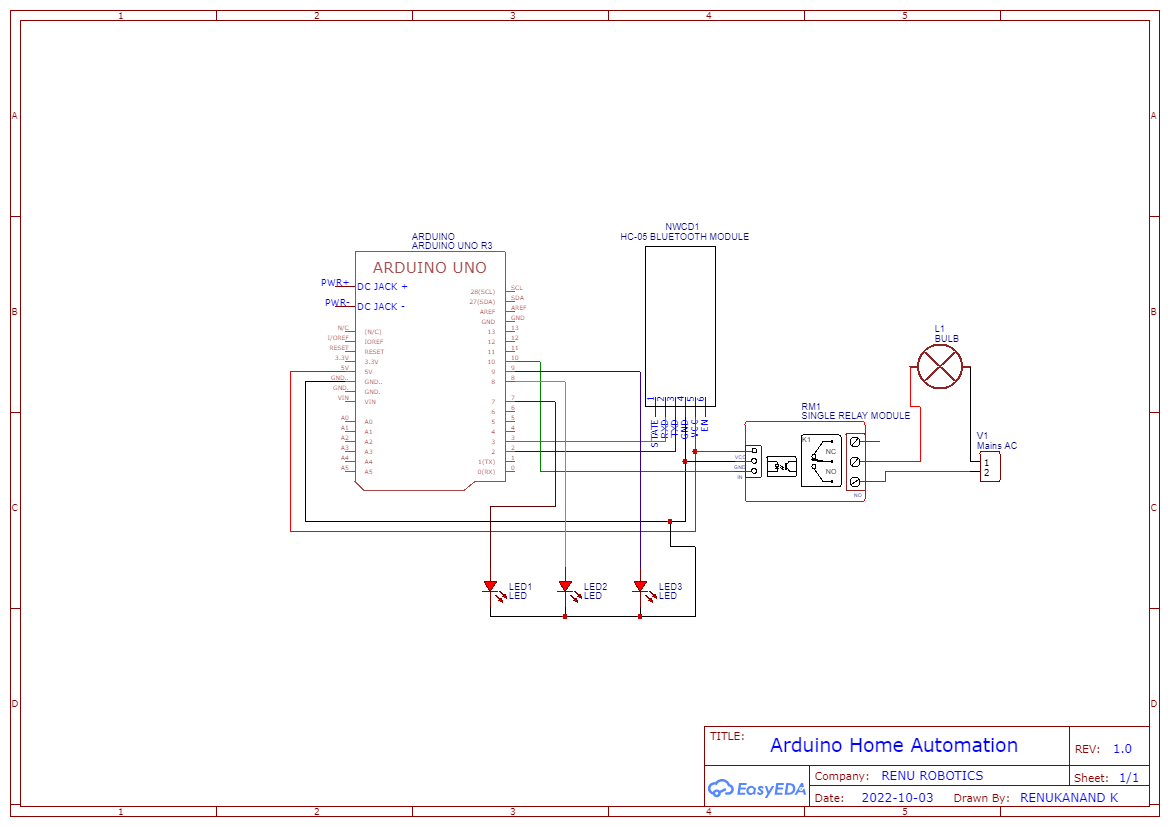 1 2 3 4 5
A A
B B
C C
D D
ARDUINO
ARDUINO UNO R3
ARDUINO UNO
PWR+ DC JACK +
PWR- DC JACK -
N/C (N/C)
I/OREF IOREF
RESET RESET
3.3V 3.3V
5V 5V
GND.. GND..
GND. GND.
VIN VIN
A0 A0
A1 A1
A2 A2
A3 A3
A4 A4
A5 A5
28(SCL) SCL
27(SDA) SDA
AREF AREF
GND GND
13 13
12 12
11 11
10 10
9 9
8 8
7 7
6 6
5 5
4 4
3 3
2 2
1(TX) 1
0(RX) 0
NWCD1
HC-05 BLUETOOTH MODULE
1 2 3 4 5 6
STATE
RXD
TXD
GND
VCC
EN
RM1
SINGLE RELAY MODULE
VCC
GND
IN
K1
NC
NO
NO
L1
BULB
V1
Mains AC
1
2
LED1
LED
LED2
LED
LED3
LED
TITLE:
Arduino Home Automation
REV: 1.0
EasyEDA
Company: RENU ROBOTICS
Sheet: 1/1
Date: 2022-10-03 Drawn By: RENUKANAND K
1 2 3 4 5